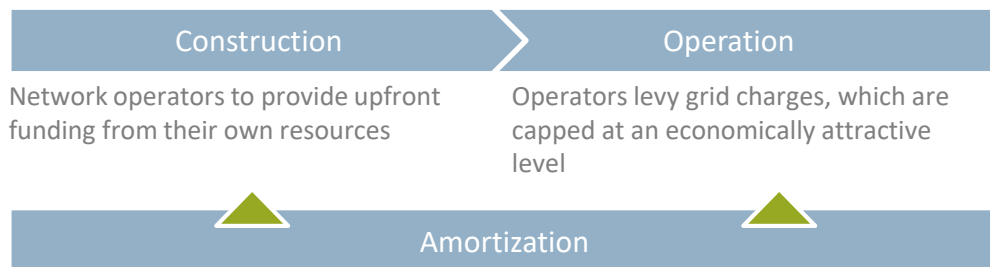 Construction
Operation
Network operators to provide upfront
funding from their own resources
Operators levy grid charges, which are
capped at an economically attractive
level
Amortization